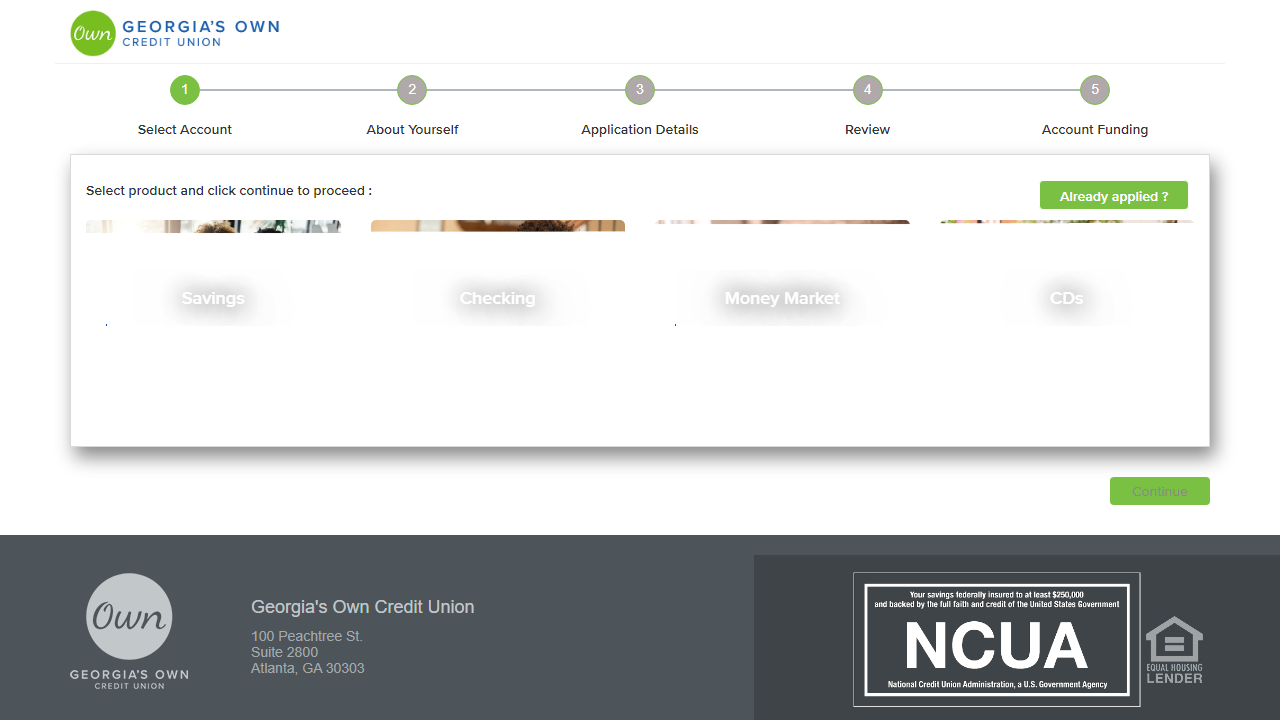 Own GEORGIA'S OWN
CREDIT UNION
1 2 3 4 5
Select Account About Yourself Application Details Review Account Funding
Select product and click continue to proceed :
Already applied ?
Savings Checking Money Market CDs
Continue
Own
GEORGIA'S OWN
CREDIT UNION
Georgia's Own Credit Union
100 Peachtree St.
Suite 2800
Atlanta, GA 30303
Your savings federally insured to at least $250,000
and backed by the full faith and credit of the United States Government
NCUA
National Credit Union Administration, a U.S. Government Agency
EQUAL HOUSING
LENDER